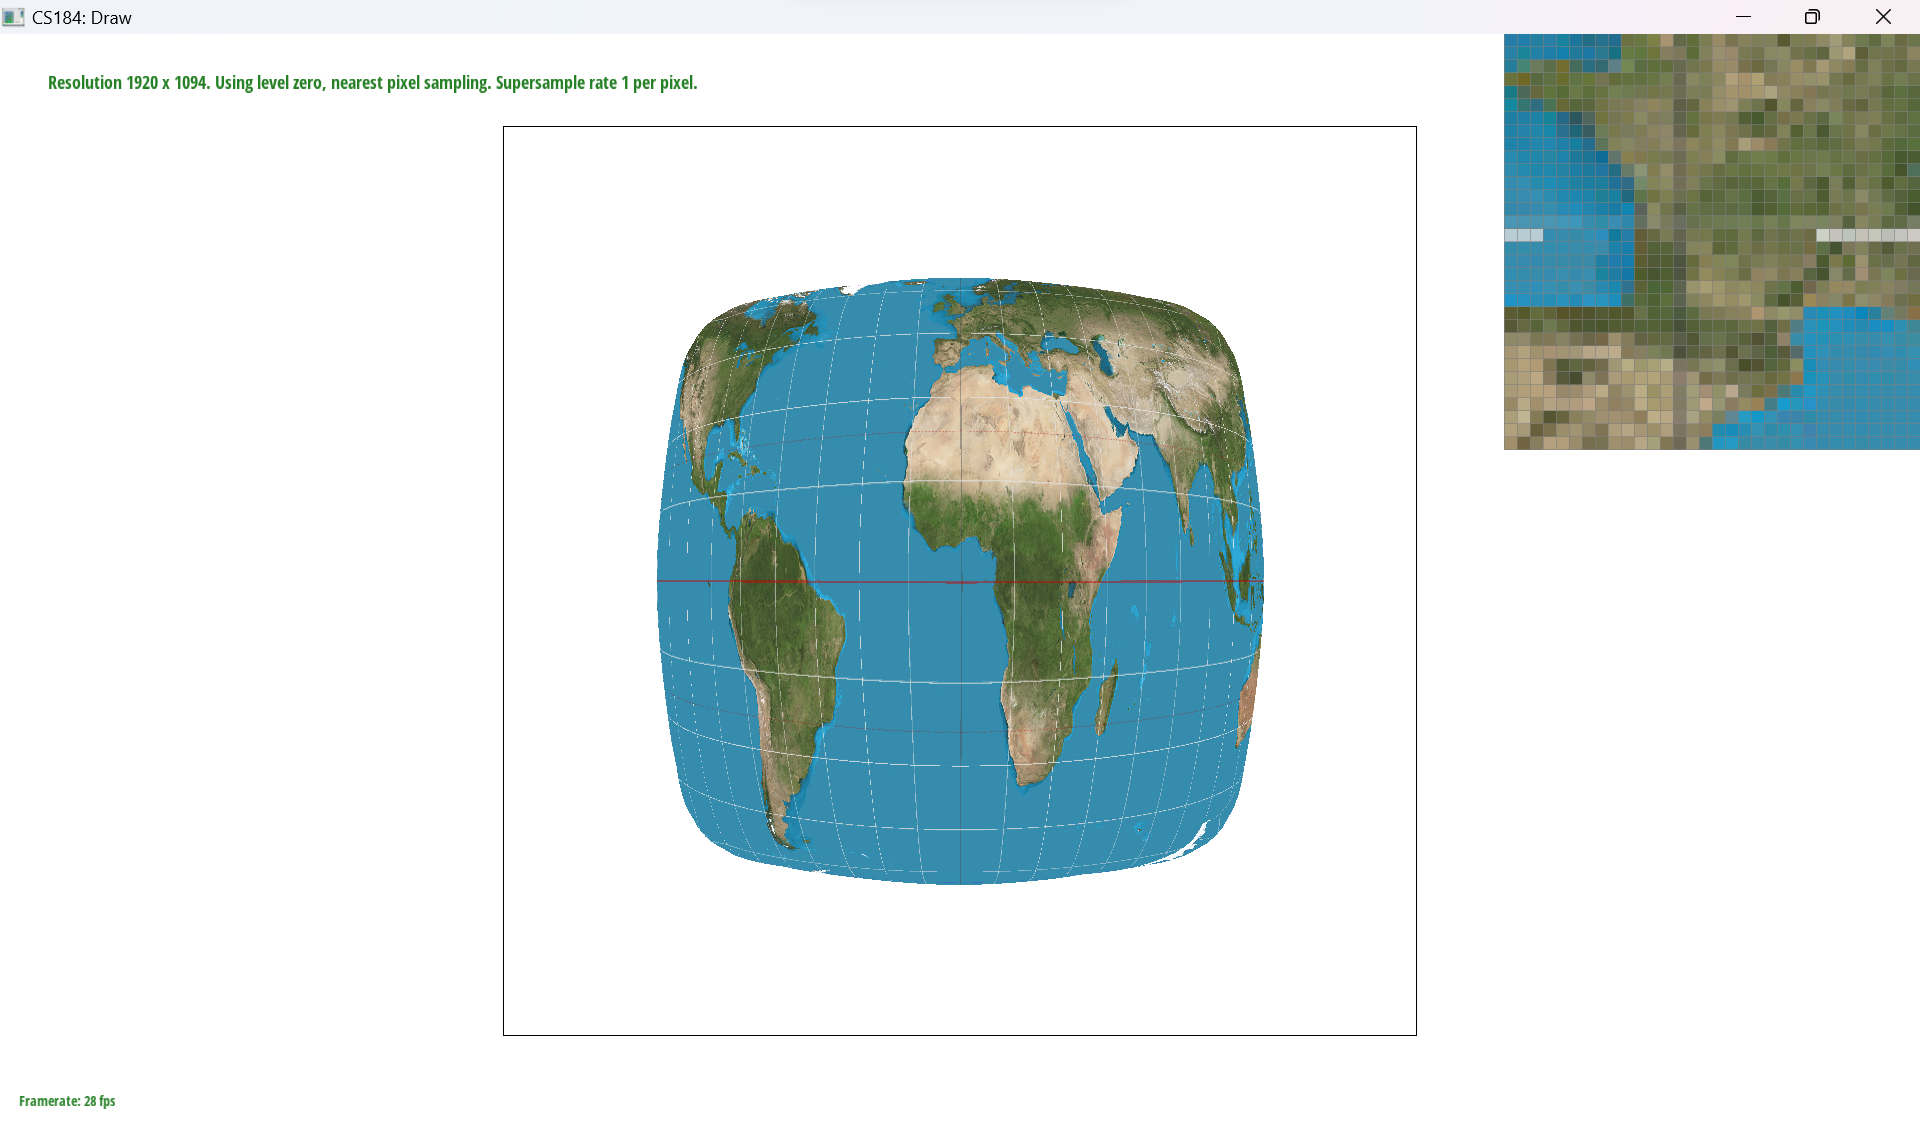 CS184: Draw
Resolution 1920 x 1094. Using level zero, nearest pixel sampling. Supersample rate 1 per pixel.
Framerate: 28 fps